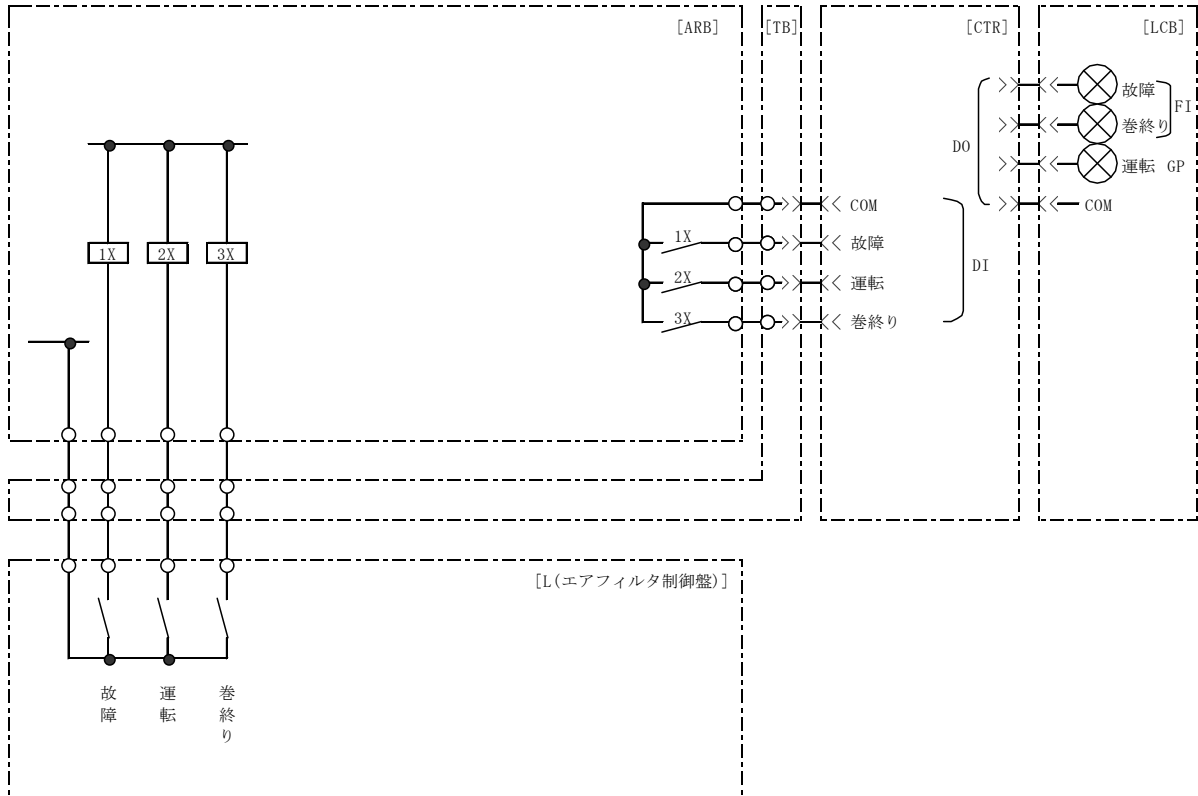 [ARB]
[TB]
[CTR]
[LCB]
故障
FI
巻終り
DO
運転 GP
COM
COM
1X
故障
2X
運転
DI
3X
巻終り
1X
2X
3X
[L(エアフィルタ制御盤)]
故障
運転
巻終り